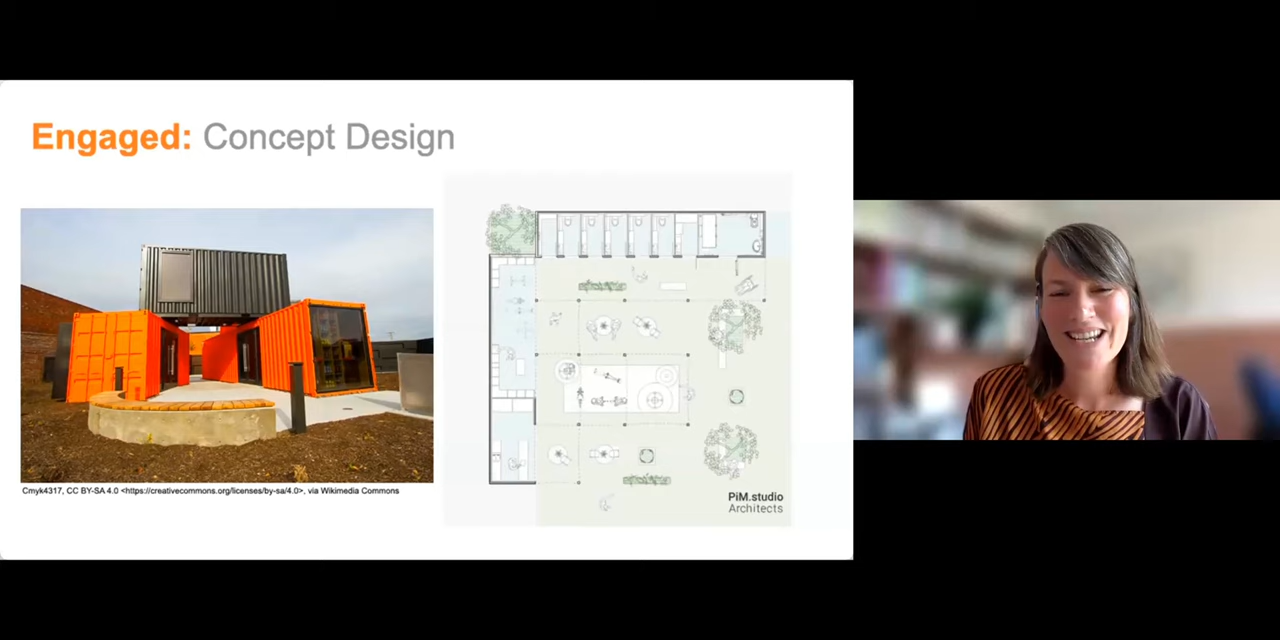 Engaged: Concept Design
Cmyk4317, CC BY-SA 4.0 <https://creativecommons.org/licenses/by-sa/4.0>, via Wikimedia Commons
PiM.studio
Architects